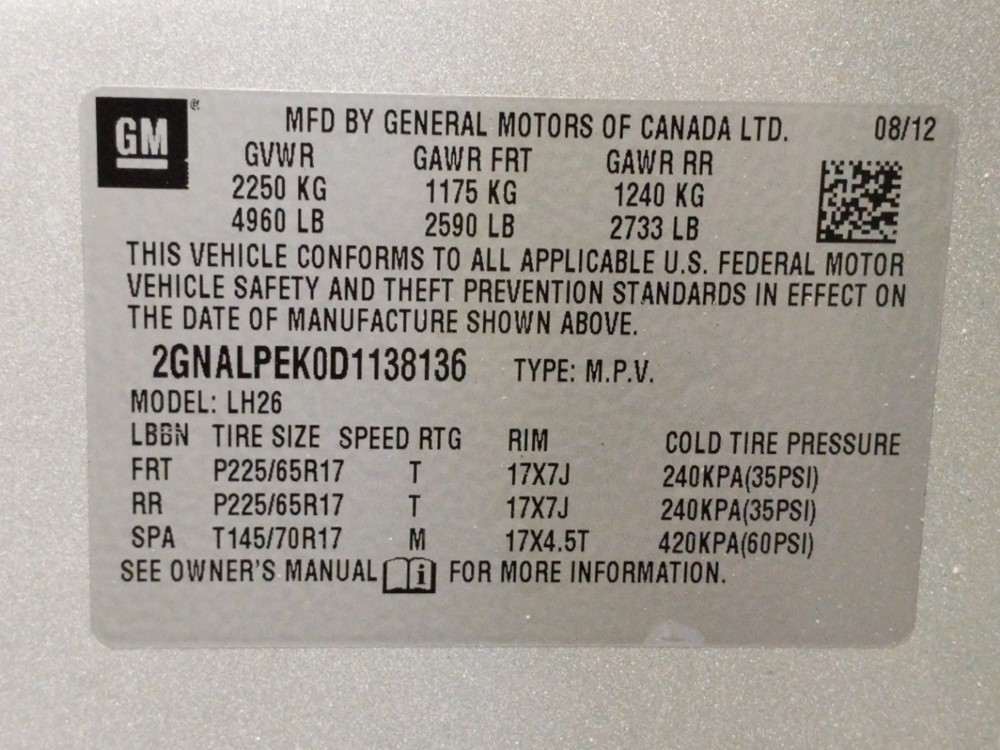 GM ®
MFD BY GENERAL MOTORS OF CANADA LTD. 08/12
GVWR GAWR FRT GAWR RR
2250 KG 1175 KG 1240 KG
4960 LB 2590 LB 2733 LB
THIS VEHICLE CONFORMS TO ALL APPLICABLE U.S. FEDERAL MOTOR
VEHICLE SAFETY AND THEFT PREVENTION STANDARDS IN EFFECT ON
THE DATE OF MANUFACTURE SHOWN ABOVE.
2GNALPEK0D1138136 TYPE: M.P.V.
MODEL: LH26
TIRE SIZE SPEED RTG RIM COLD TIRE PRESSURE
FRT P225/65R17 T 17X7J 240KPA(35PSI)
RR P225/65R17 T 17X7J 240KPA(35PSI)
SPA T145/70R17 M 17X4.5T 420KPA(60PSI)
SEE OWNER'S MANUAL i FOR MORE INFORMATION.